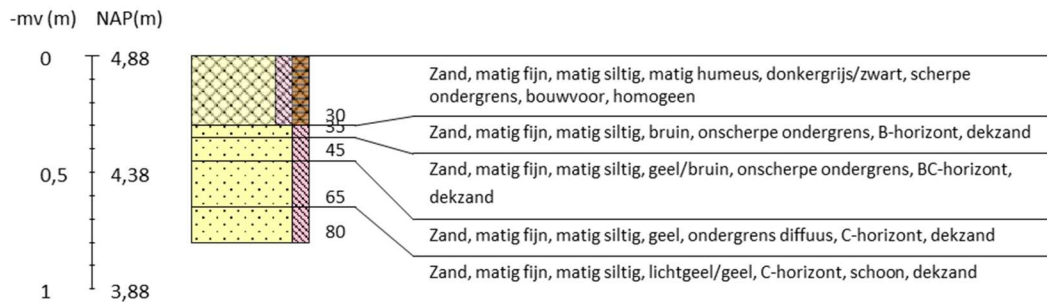 -mv (m) NAP(m)
0 4,88
Zand, matig fijn, matig siltig, matig humeus, donkergrijs/zwart, scherpe
ondergrens, bouwvoor, homogeen
30
35
Zand, matig fijn, matig siltig, bruin, onscherpe ondergrens, B-horizont, dekzand
45
Zand, matig fijn, matig siltig, geel/bruin, onscherpe ondergrens, BC-horizont,
dekzand
0,5 4,38
65
80
Zand, matig fijn, matig siltig, geel, ondergrens diffuus, C-horizont, dekzand
Zand, matig fijn, matig siltig, lichtgeel/geel, C-horizont, schoon, dekzand
1 3,88